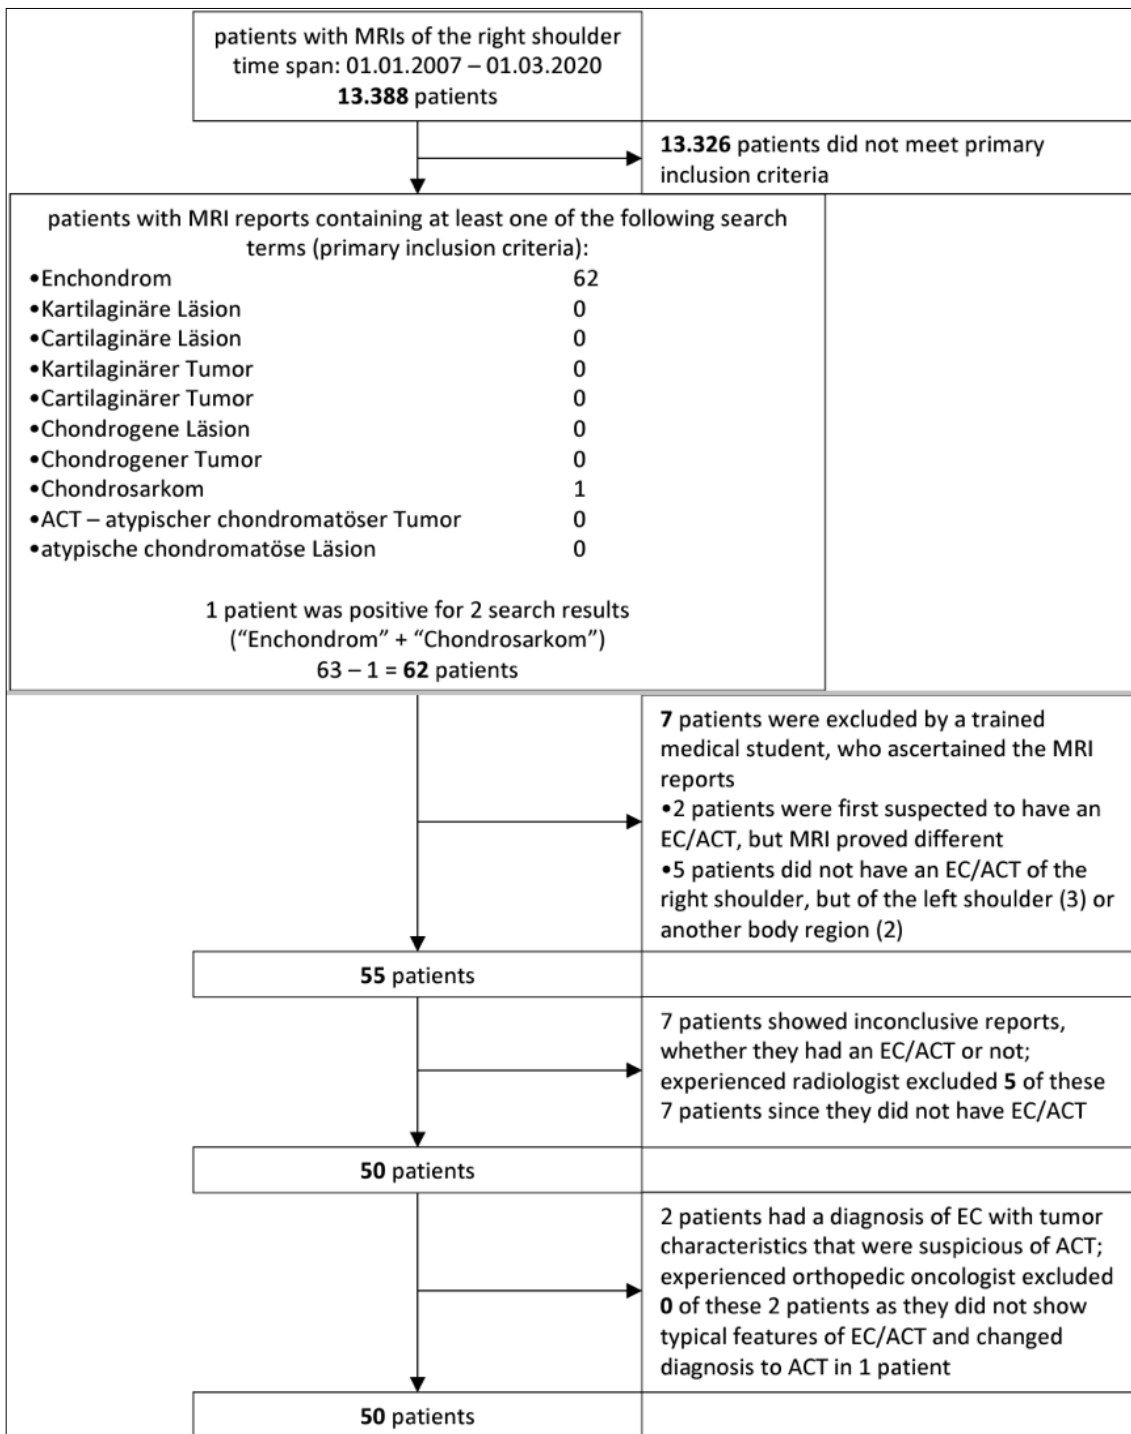 patients with MRIs of the right shoulder
time span: 01.01.2007 – 01.03.2020
13.388 patients
13.326 patients did not meet primary
inclusion criteria
patients with MRI reports containing at least one of the following search
terms (primary inclusion criteria):
•Enchondrom 62
•Kartilaginäre Läsion 0
•Cartilaginäre Läsion 0
•Kartilaginärer Tumor 0
•Cartilaginärer Tumor 0
•Chondrogene Läsion 0
•Chondrogener Tumor 0
•Chondrosarkom 1
•ACT – atypischer chondromatöser Tumor 0
•atypische chondromatöse Läsion 0
1 patient was positive for 2 search results
(“Enchondrom” + “Chondrosarkom”)
63 – 1 = 62 patients
7 patients were excluded by a trained
medical student, who ascertained the MRI
reports
•2 patients were first suspected to have an
EC/ACT, but MRI proved different
•5 patients did not have an EC/ACT of the
right shoulder, but of the left shoulder (3) or
another body region (2)
55 patients
7 patients showed inconclusive reports,
whether they had an EC/ACT or not;
experienced radiologist excluded 5 of these
7 patients since they did not have EC/ACT
50 patients
2 patients had a diagnosis of EC with tumor
characteristics that were suspicious of ACT;
experienced orthopedic oncologist excluded
0 of these 2 patients as they did not show
typical features of EC/ACT and changed
diagnosis to ACT in 1 patient
50 patients